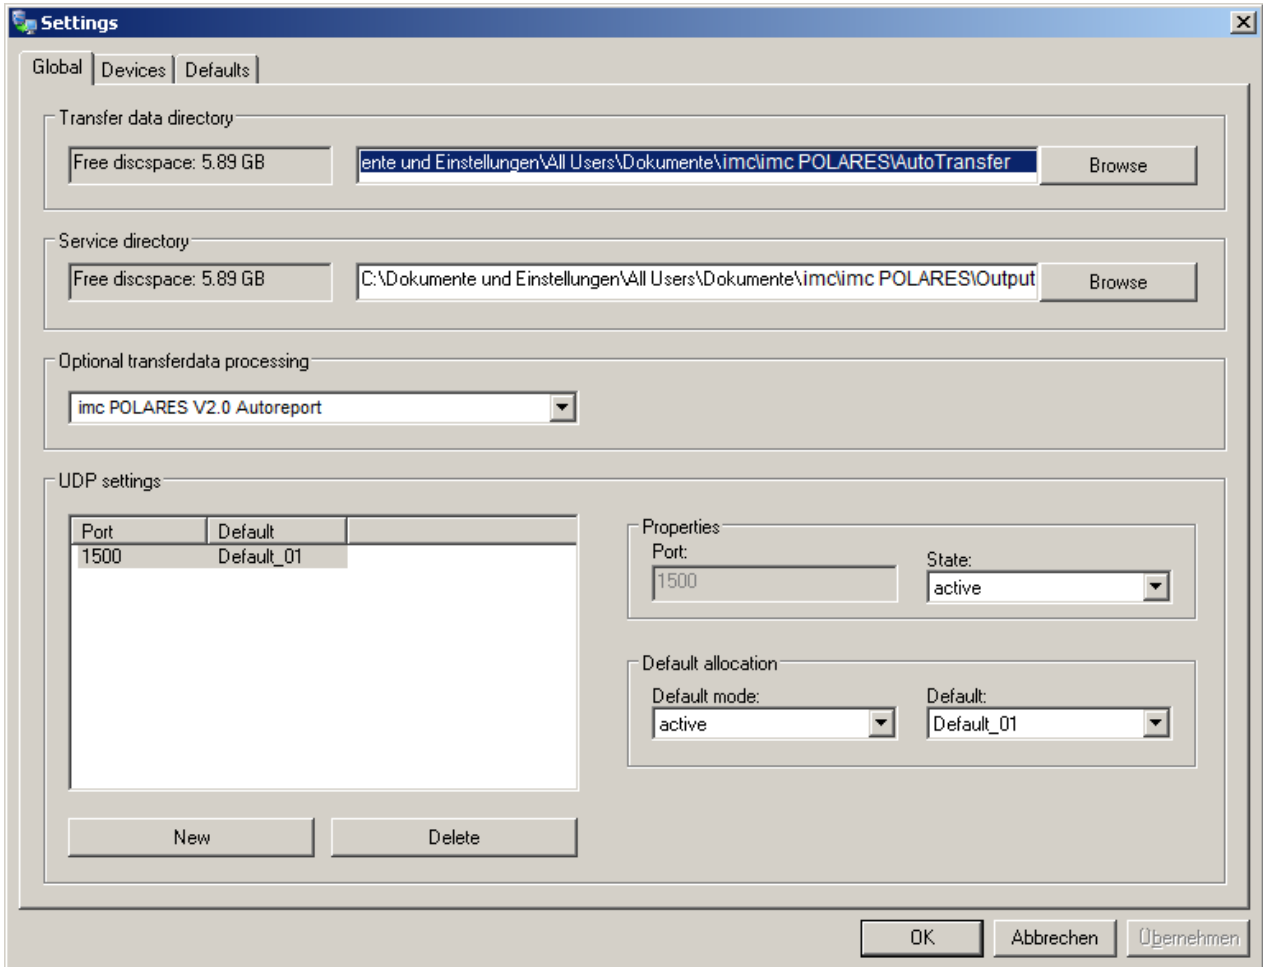 Settings
Global Devices Defaults
Transfer data directory
Free discspace: 5.89 GB ente und Einstellungen\All Users\Dokumente\imc\imc POLARES\AutoTransfer Browse
Service directory
Free discspace: 5.89 GB C:\Dokumente und Einstellungen\All Users\Dokumente\imc\imc POLARES\Output Browse
Optional transferdata processing
imc POLARES V2.0 Autoreport
UDP settings
Port Default
1500 Default_01
Properties
Port: State:
1500 active
Default allocation
Default mode: Default:
active Default_01
New Delete
OK Abbrechen Übernehmen